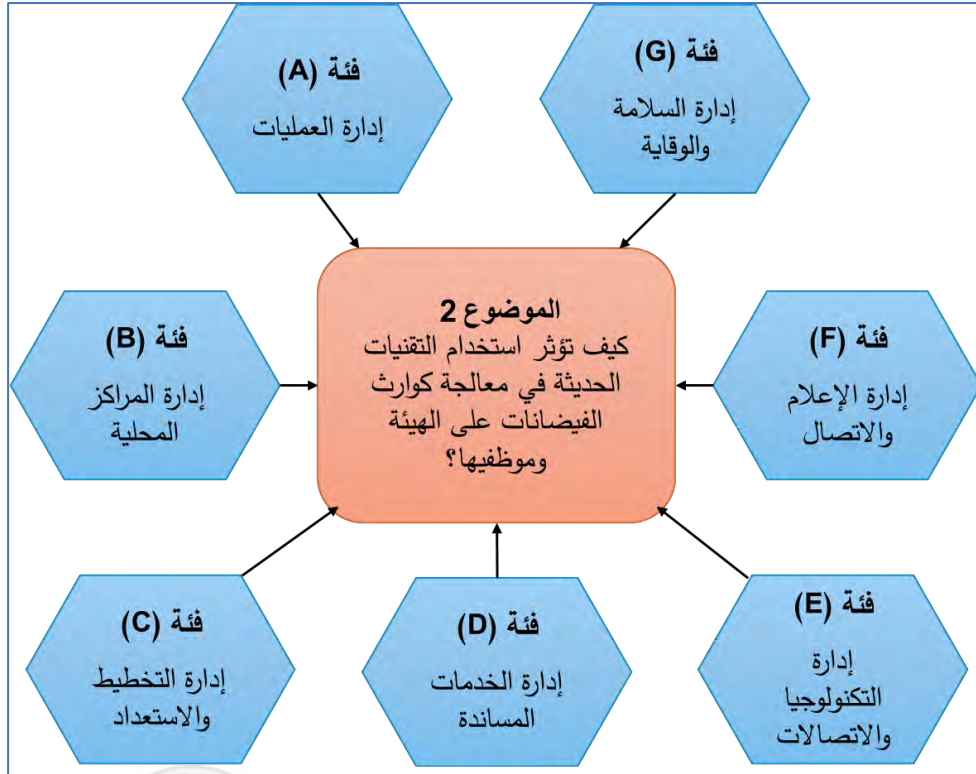 فئة (A)
إدارة العمليات
فئة (G)
إدارة السلامة
والوقاية
الموضوع 2
كيف تؤثر استخدام التقنيات
الحديثة في معالجة كوارث
الفيضانات على الهيئة
وموظفيها؟
فئة (B)
إدارة المراكز
المحلية
فئة (F)
إدارة الإعلام
والاتصال
فئة (C)
إدارة التخطيط
والاستعداد
فئة (D)
إدارة الخدمات
المساندة
فئة (E)
إدارة
التكنولوجيا
والاتصالات